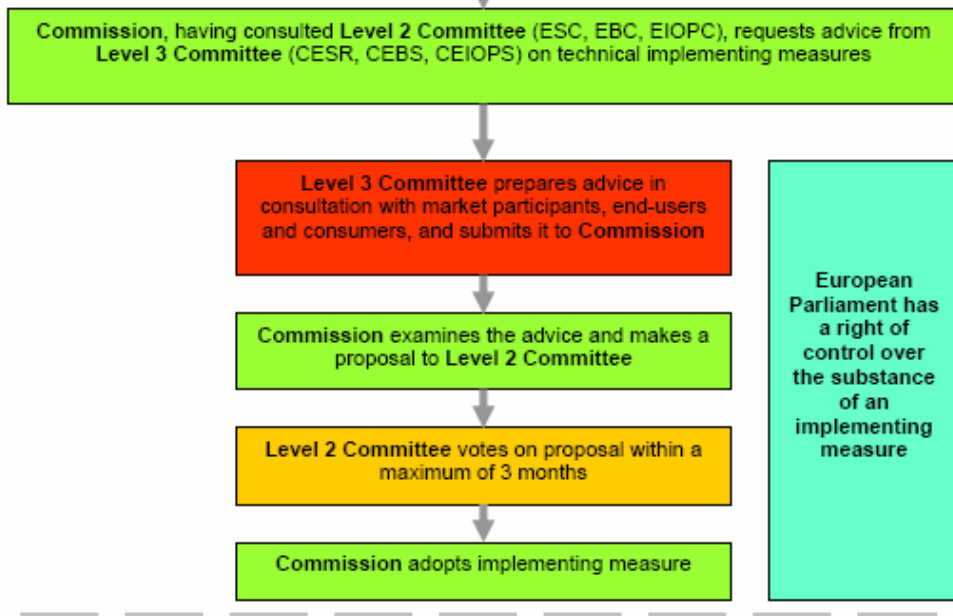 Commission, having consulted Level 2 Committee (ESC, EBC, EIOPC), requests advice from
Level 3 Committee (CESR, CEBS, CEIOPS) on technical implementing measures
Level 3 Committee prepares advice in
consultation with market participants, end-users
and consumers, and submits it to Commission
Commission examines the advice and makes a
proposal to Level 2 Committee
Level 2 Committee votes on proposal within a
maximum of 3 months
Commission adopts implementing measure
European
Parliament has
a right of
control over
the substance
of an
implementing
measure